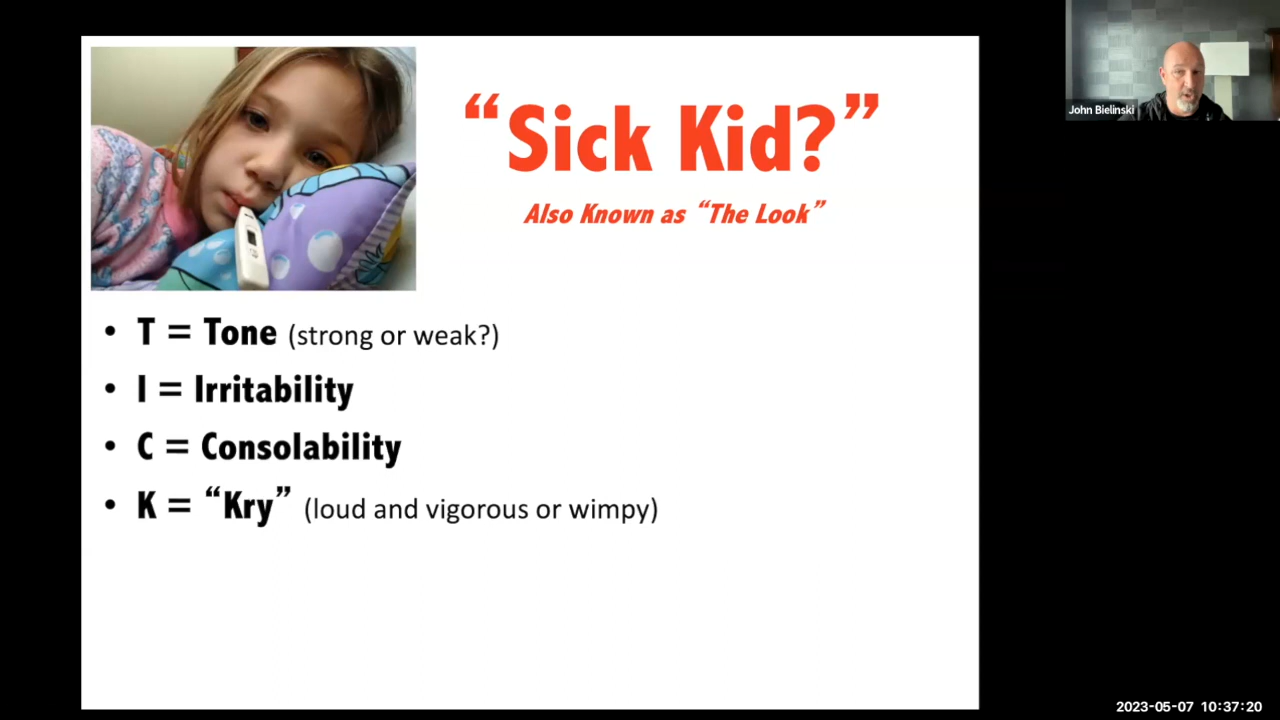 “Sick Kid?”
Also Known as “The Look”
• T = Tone (strong or weak?)
• I = Irritability
• C = Consolability
• K = “Kry” (loud and vigorous or wimpy)
John Bielinski
2023-05-07 10:37:20